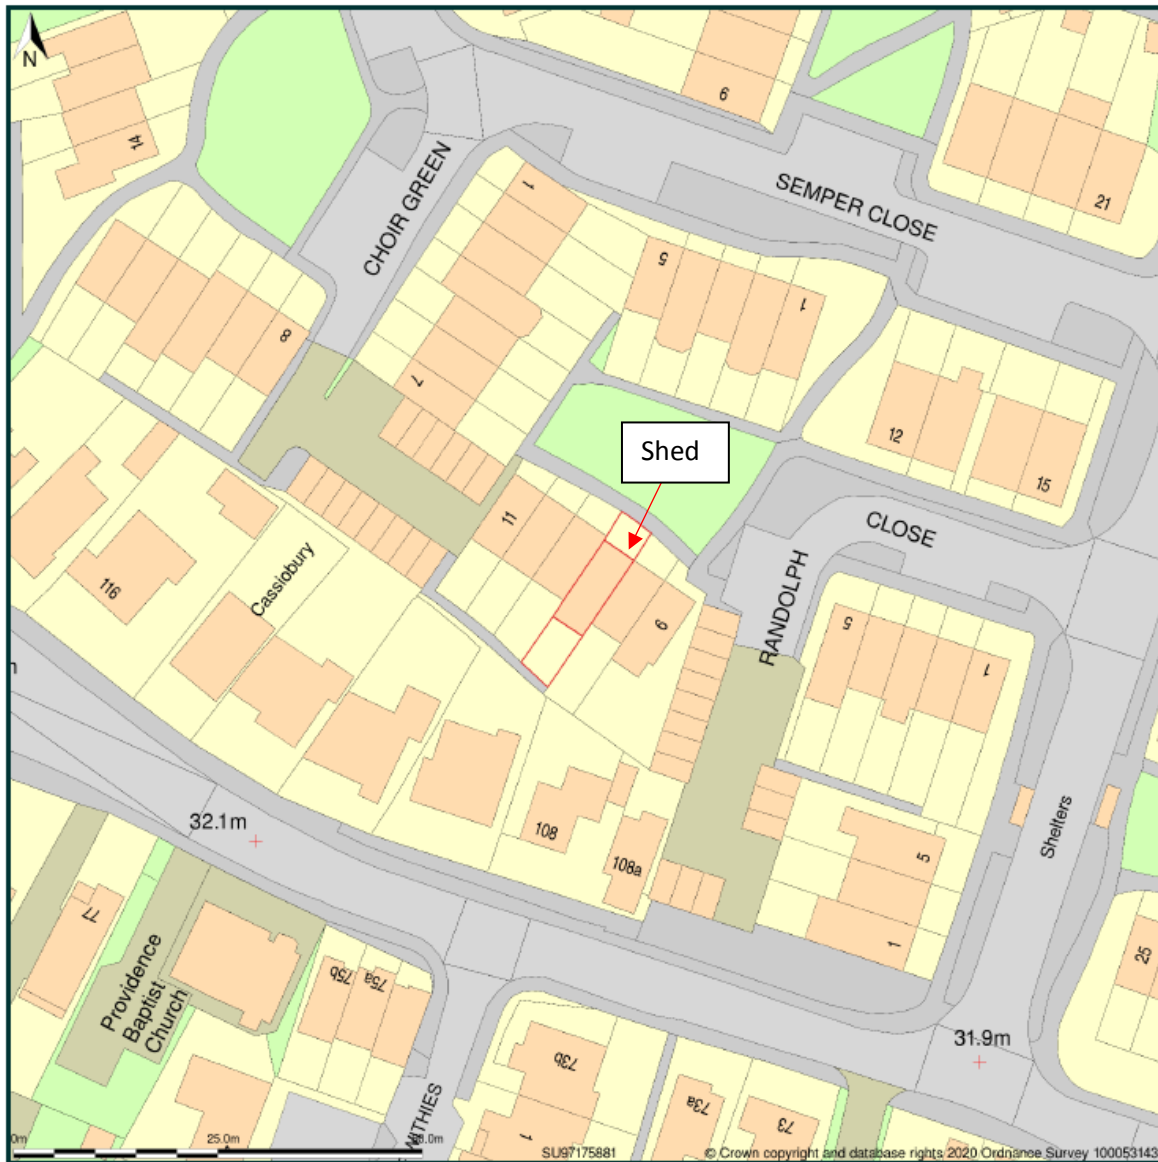 N
14
9
SEMPER CLOSE
21
CHOIR GREEN
1
5
1
8
7
12
15
Shed
11
CLOSE
RANDOLPH
Cassiobury
116
6
5
1
32.1m
108
108a
Shelters
5
1
77
Providence
Baptist
Church
75b
75a
25
31.9m
73b
73a
73
1
25.0m
SU97175881
© Crown copyright and database rights 2020 Ordnance Survey 100053143